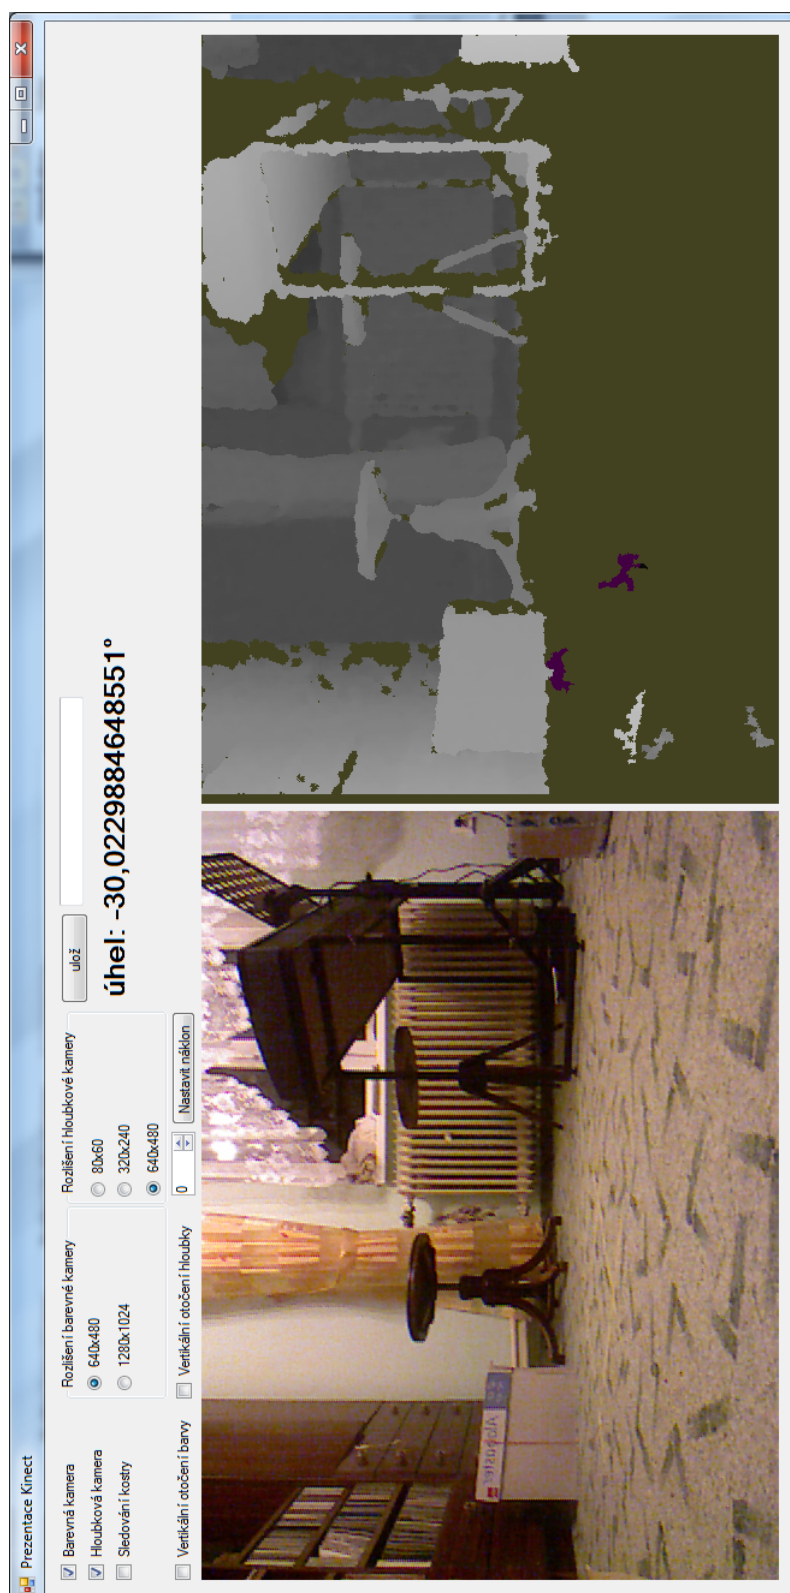 Prezentace Kinect
Barevná kamera
Hloubková kamera
Sledování kostry
Rozlišení barevné kamery
640x480
1280x1024
Rozlišení hloubkové kamery
80x60
320x240
640x480
ulož
úhel: -30,0229884648551°
Vertikální otočení barvy
Vertikální otočení hloubky
0
Nastavit náklon